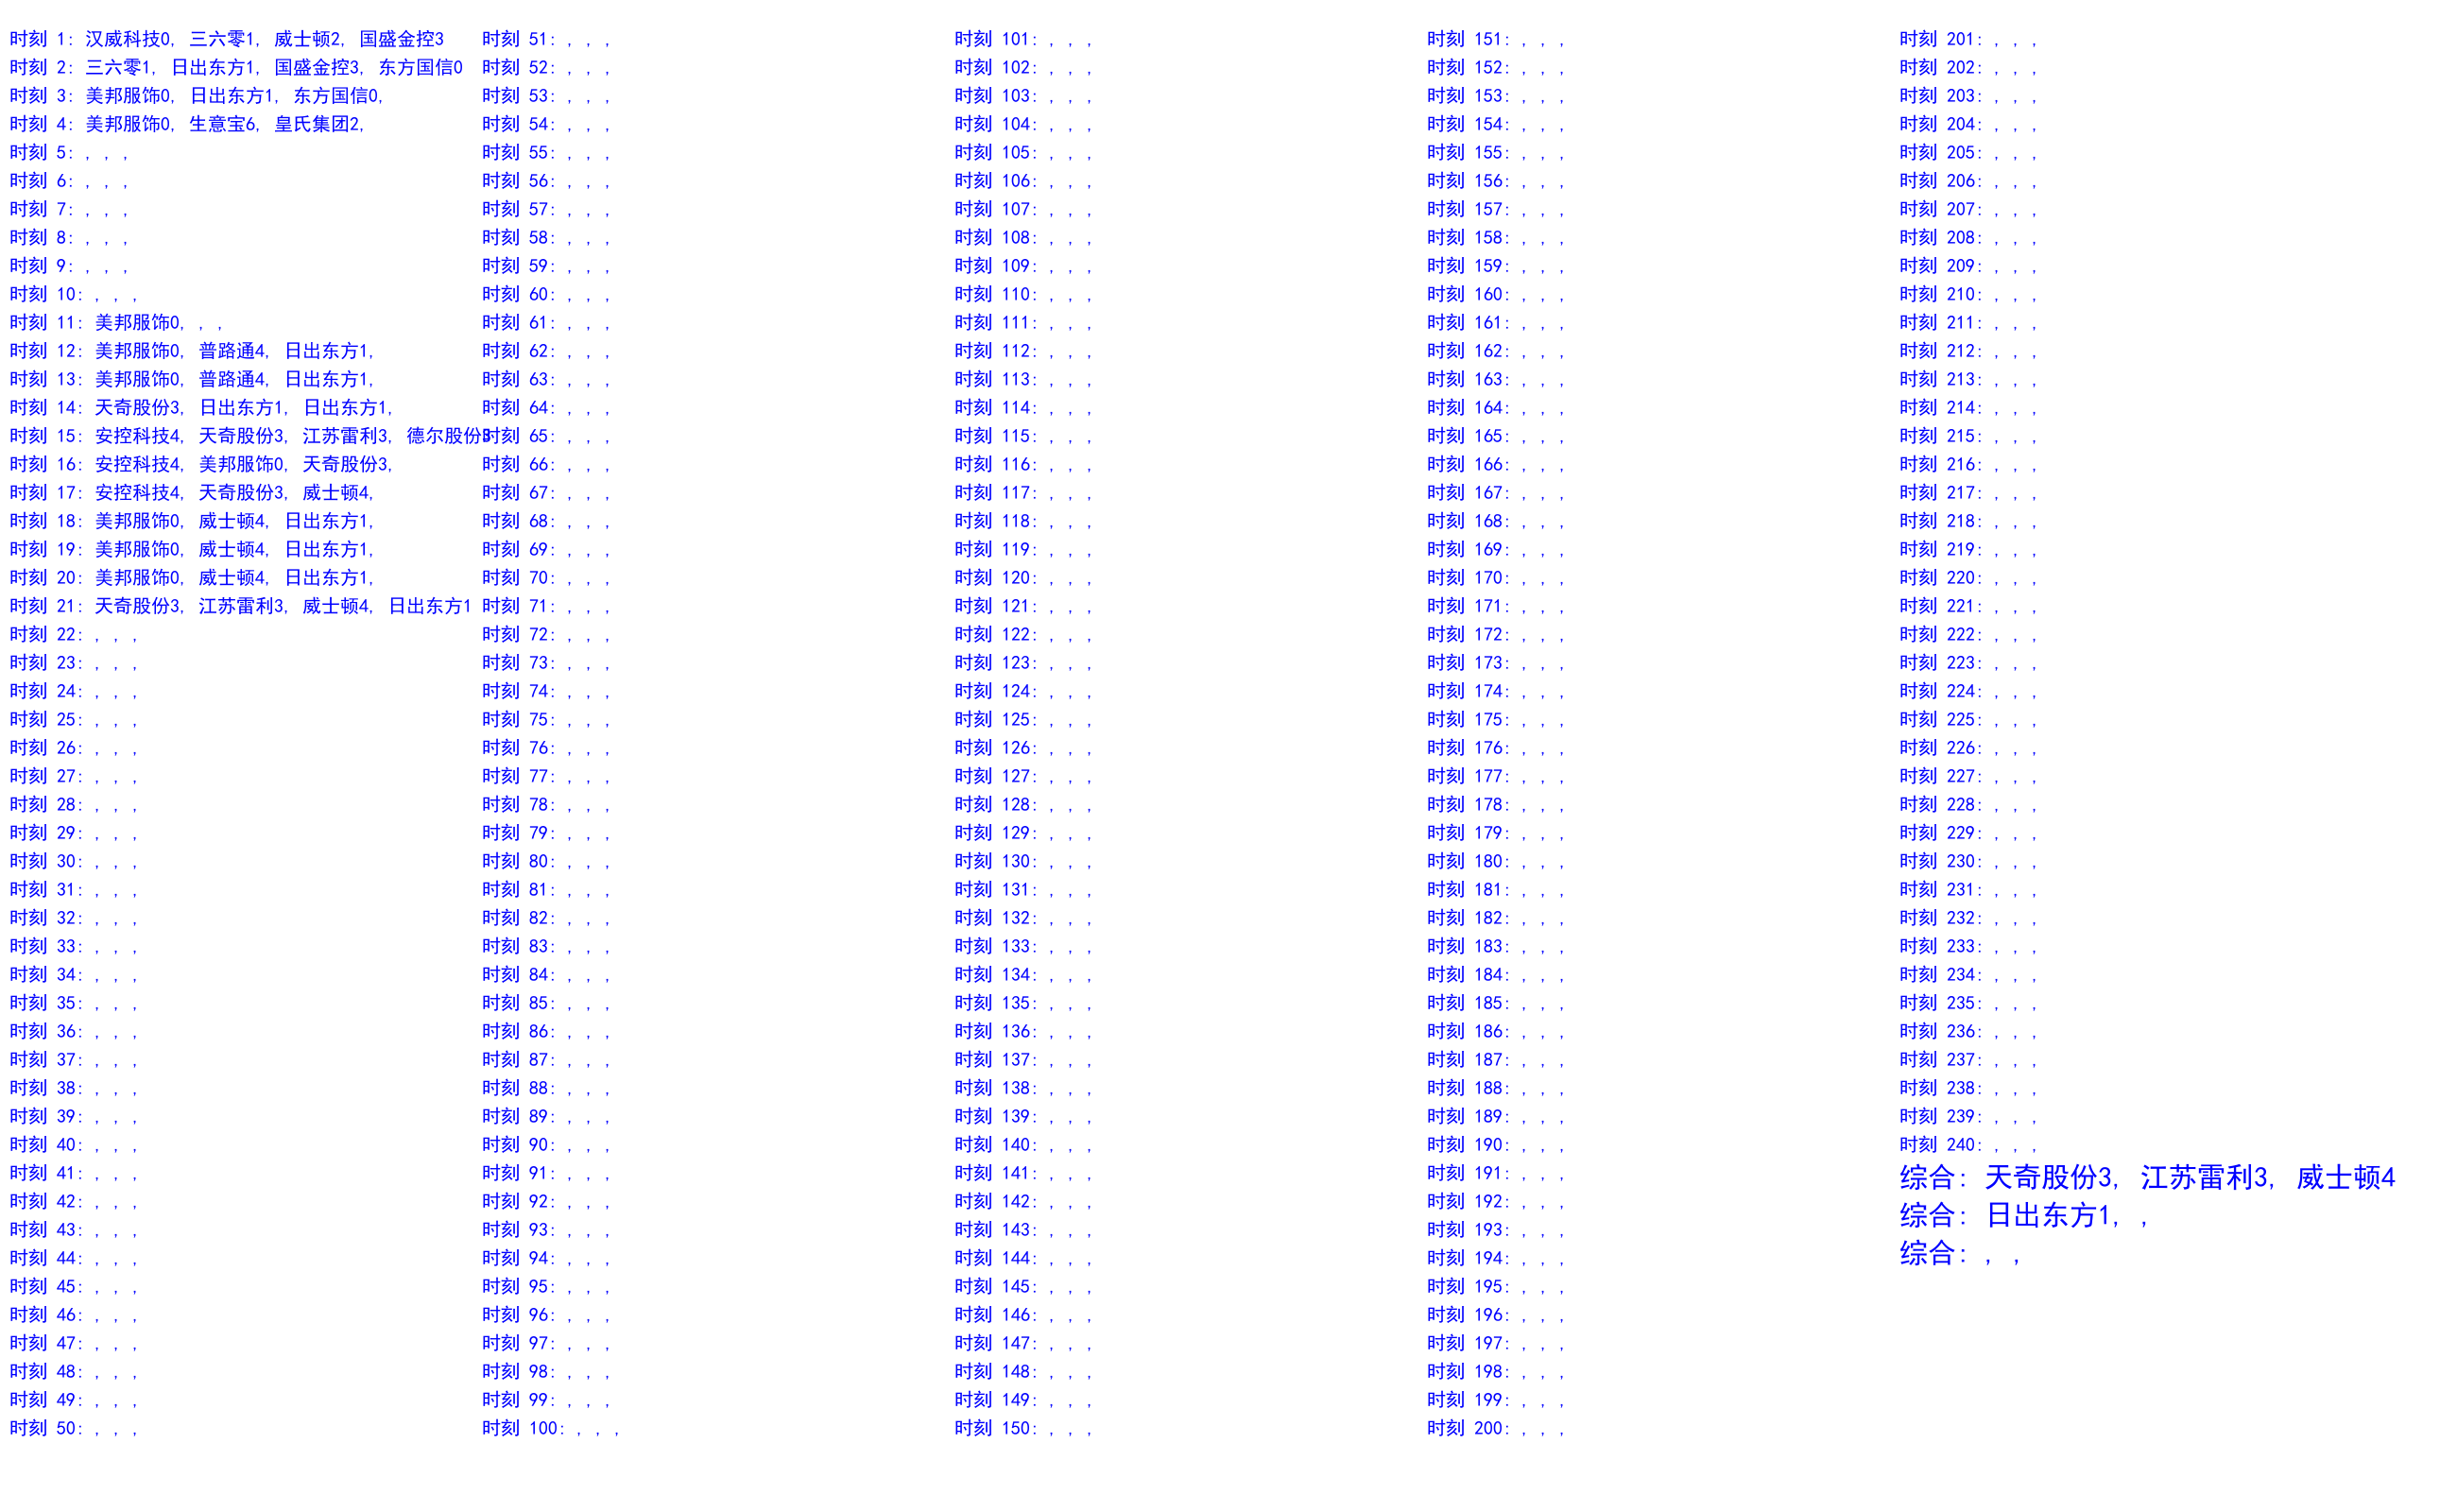 时刻 1: 汉威科技0, 三六零1, 威士顿2, 国盛金控3
时刻 2: 三六零1, 日出东方1, 国盛金控3, 东方国信0
时刻 3: 美邦服饰0, 日出东方1, 东方国信0,
时刻 4: 美邦服饰0, 生意宝6, 皇氏集团2,
时刻 5: , , ,
时刻 6: , , ,
时刻 7: , , ,
时刻 8: , , ,
时刻 9: , , ,
时刻 10: , , ,
时刻 11: 美邦服饰0, , ,
时刻 12: 美邦服饰0, 普路通4, 日出东方1,
时刻 13: 美邦服饰0, 普路通4, 日出东方1,
时刻 14: 天奇股份3, 日出东方1, 日出东方1,
时刻 15: 安控科技4, 天奇股份3, 江苏雷利3, 德尔股份3
时刻 16: 安控科技4, 美邦服饰0, 天奇股份3,
时刻 17: 安控科技4, 天奇股份3, 威士顿4,
时刻 18: 美邦服饰0, 威士顿4, 日出东方1,
时刻 19: 美邦服饰0, 威士顿4, 日出东方1,
时刻 20: 美邦服饰0, 威士顿4, 日出东方1,
时刻 21: 天奇股份3, 江苏雷利3, 威士顿4, 日出东方1
时刻 22: , , ,
时刻 23: , , ,
时刻 24: , , ,
时刻 25: , , ,
时刻 26: , , ,
时刻 27: , , ,
时刻 28: , , ,
时刻 29: , , ,
时刻 30: , , ,
时刻 31: , , ,
时刻 32: , , ,
时刻 33: , , ,
时刻 34: , , ,
时刻 35: , , ,
时刻 36: , , ,
时刻 37: , , ,
时刻 38: , , ,
时刻 39: , , ,
时刻 40: , , ,
时刻 41: , , ,
时刻 42: , , ,
时刻 43: , , ,
时刻 44: , , ,
时刻 45: , , ,
时刻 46: , , ,
时刻 47: , , ,
时刻 48: , , ,
时刻 49: , , ,
时刻 50: , , ,
时刻 51: , , ,
时刻 52: , , ,
时刻 53: , , ,
时刻 54: , , ,
时刻 55: , , ,
时刻 56: , , ,
时刻 57: , , ,
时刻 58: , , ,
时刻 59: , , ,
时刻 60: , , ,
时刻 61: , , ,
时刻 62: , , ,
时刻 63: , , ,
时刻 64: , , ,
时刻 65: , , ,
时刻 66: , , ,
时刻 67: , , ,
时刻 68: , , ,
时刻 69: , , ,
时刻 70: , , ,
时刻 71: , , ,
时刻 72: , , ,
时刻 73: , , ,
时刻 74: , , ,
时刻 75: , , ,
时刻 76: , , ,
时刻 77: , , ,
时刻 78: , , ,
时刻 79: , , ,
时刻 80: , , ,
时刻 81: , , ,
时刻 82: , , ,
时刻 83: , , ,
时刻 84: , , ,
时刻 85: , , ,
时刻 86: , , ,
时刻 87: , , ,
时刻 88: , , ,
时刻 89: , , ,
时刻 90: , , ,
时刻 91: , , ,
时刻 92: , , ,
时刻 93: , , ,
时刻 94: , , ,
时刻 95: , , ,
时刻 96: , , ,
时刻 97: , , ,
时刻 98: , , ,
时刻 99: , , ,
时刻 100: , , ,
时刻 101: , , ,
时刻 102: , , ,
时刻 103: , , ,
时刻 104: , , ,
时刻 105: , , ,
时刻 106: , , ,
时刻 107: , , ,
时刻 108: , , ,
时刻 109: , , ,
时刻 110: , , ,
时刻 111: , , ,
时刻 112: , , ,
时刻 113: , , ,
时刻 114: , , ,
时刻 115: , , ,
时刻 116: , , ,
时刻 117: , , ,
时刻 118: , , ,
时刻 119: , , ,
时刻 120: , , ,
时刻 121: , , ,
时刻 122: , , ,
时刻 123: , , ,
时刻 124: , , ,
时刻 125: , , ,
时刻 126: , , ,
时刻 127: , , ,
时刻 128: , , ,
时刻 129: , , ,
时刻 130: , , ,
时刻 131: , , ,
时刻 132: , , ,
时刻 133: , , ,
时刻 134: , , ,
时刻 135: , , ,
时刻 136: , , ,
时刻 137: , , ,
时刻 138: , , ,
时刻 139: , , ,
时刻 140: , , ,
时刻 141: , , ,
时刻 142: , , ,
时刻 143: , , ,
时刻 144: , , ,
时刻 145: , , ,
时刻 146: , , ,
时刻 147: , , ,
时刻 148: , , ,
时刻 149: , , ,
时刻 150: , , ,
时刻 151: , , ,
时刻 152: , , ,
时刻 153: , , ,
时刻 154: , , ,
时刻 155: , , ,
时刻 156: , , ,
时刻 157: , , ,
时刻 158: , , ,
时刻 159: , , ,
时刻 160: , , ,
时刻 161: , , ,
时刻 162: , , ,
时刻 163: , , ,
时刻 164: , , ,
时刻 165: , , ,
时刻 166: , , ,
时刻 167: , , ,
时刻 168: , , ,
时刻 169: , , ,
时刻 170: , , ,
时刻 171: , , ,
时刻 172: , , ,
时刻 173: , , ,
时刻 174: , , ,
时刻 175: , , ,
时刻 176: , , ,
时刻 177: , , ,
时刻 178: , , ,
时刻 179: , , ,
时刻 180: , , ,
时刻 181: , , ,
时刻 182: , , ,
时刻 183: , , ,
时刻 184: , , ,
时刻 185: , , ,
时刻 186: , , ,
时刻 187: , , ,
时刻 188: , , ,
时刻 189: , , ,
时刻 190: , , ,
时刻 191: , , ,
时刻 192: , , ,
时刻 193: , , ,
时刻 194: , , ,
时刻 195: , , ,
时刻 196: , , ,
时刻 197: , , ,
时刻 198: , , ,
时刻 199: , , ,
时刻 200: , , ,
时刻 201: , , ,
时刻 202: , , ,
时刻 203: , , ,
时刻 204: , , ,
时刻 205: , , ,
时刻 206: , , ,
时刻 207: , , ,
时刻 208: , , ,
时刻 209: , , ,
时刻 210: , , ,
时刻 211: , , ,
时刻 212: , , ,
时刻 213: , , ,
时刻 214: , , ,
时刻 215: , , ,
时刻 216: , , ,
时刻 217: , , ,
时刻 218: , , ,
时刻 219: , , ,
时刻 220: , , ,
时刻 221: , , ,
时刻 222: , , ,
时刻 223: , , ,
时刻 224: , , ,
时刻 225: , , ,
时刻 226: , , ,
时刻 227: , , ,
时刻 228: , , ,
时刻 229: , , ,
时刻 230: , , ,
时刻 231: , , ,
时刻 232: , , ,
时刻 233: , , ,
时刻 234: , , ,
时刻 235: , , ,
时刻 236: , , ,
时刻 237: , , ,
时刻 238: , , ,
时刻 239: , , ,
时刻 240: , , ,
综合: 天奇股份3, 江苏雷利3, 威士顿4
综合: 日出东方1, ,
综合: , ,